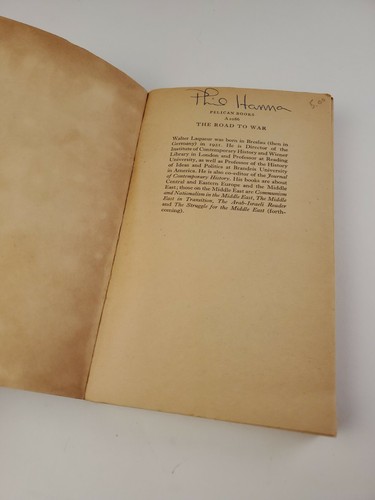 Phil Hanna
5.00
PELICAN BOOKS
THE ROAD TO WAR
Walter Laqueur was born in Breslau (then in
Germany) in 1921. He is Director of the
Institute of Contemporary History and Wiener
Library in London and Professor at Reading
University, as well as Professor of the History
of Ideas and Politics at Brandeis University
in America. He is also co-editor of the Journal
of Contemporary History. His books are about
Central and Eastern Europe and the Middle
East; those on the Middle East are Communism
and Nationalism in the Middle East, The Middle
East in Transition, The Arab-Israeli Reader
and The Struggle for the Middle East (forth-
coming).